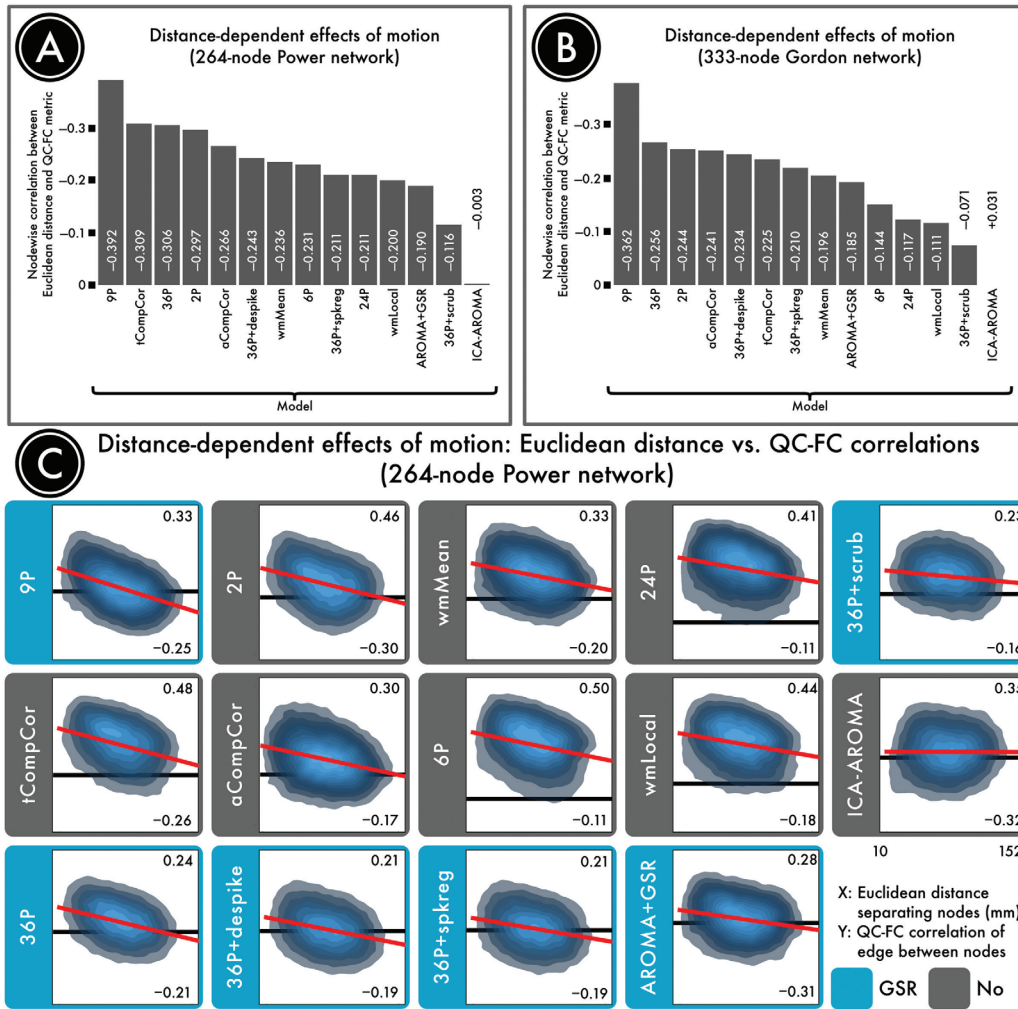 A
Distance-dependent effects of motion
(264-node Power network)
Nodewise correlation between
Euclidean distance and QC-FC metric
−0.3
−0.2
−0.1
0
−0.392
−0.309
−0.306
−0.297
−0.266
−0.243
−0.236
−0.231
−0.211
−0.211
−0.200
−0.190
−0.116
−0.003
9P
tCompCor
36P
2P
aCompCor
36P+despike
wmMean
6P
36P+spkreg
24P
wmLocal
AROMA+GSR
36P+scrub
ICA-AROMA
Model
B
Distance-dependent effects of motion
(333-node Gordon network)
Nodewise correlation between
Euclidean distance and QC-FC metric
−0.3
−0.2
−0.1
0
−0.362
−0.256
−0.244
−0.241
−0.234
−0.225
−0.210
−0.196
−0.185
−0.144
−0.117
−0.111
−0.071
+0.031
9P
36P
2P
aCompCor
36P+despike
tCompCor
36P+spkreg
wmMean
AROMA+GSR
6P
24P
wmLocal
36P+scrub
ICA-AROMA
Model
C
Distance-dependent effects of motion: Euclidean distance vs. QC-FC correlations
(264-node Power network)
9P
0.33
−0.25
2P
0.46
−0.30
wmMean
0.33
−0.20
24P
0.41
−0.11
36P+scrub
0.23
−0.16
tCompCor
0.48
−0.26
aCompCor
0.30
−0.17
6P
0.50
−0.11
wmLocal
0.44
−0.18
ICA-AROMA
0.35
−0.32
10 152
36P
0.24
−0.21
36P+despike
0.21
−0.19
36P+spkreg
0.21
−0.19
AROMA+GSR
0.28
−0.31
X: Euclidean distance
separating nodes (mm)
Y: QC-FC correlation of
edge between nodes
GSR No